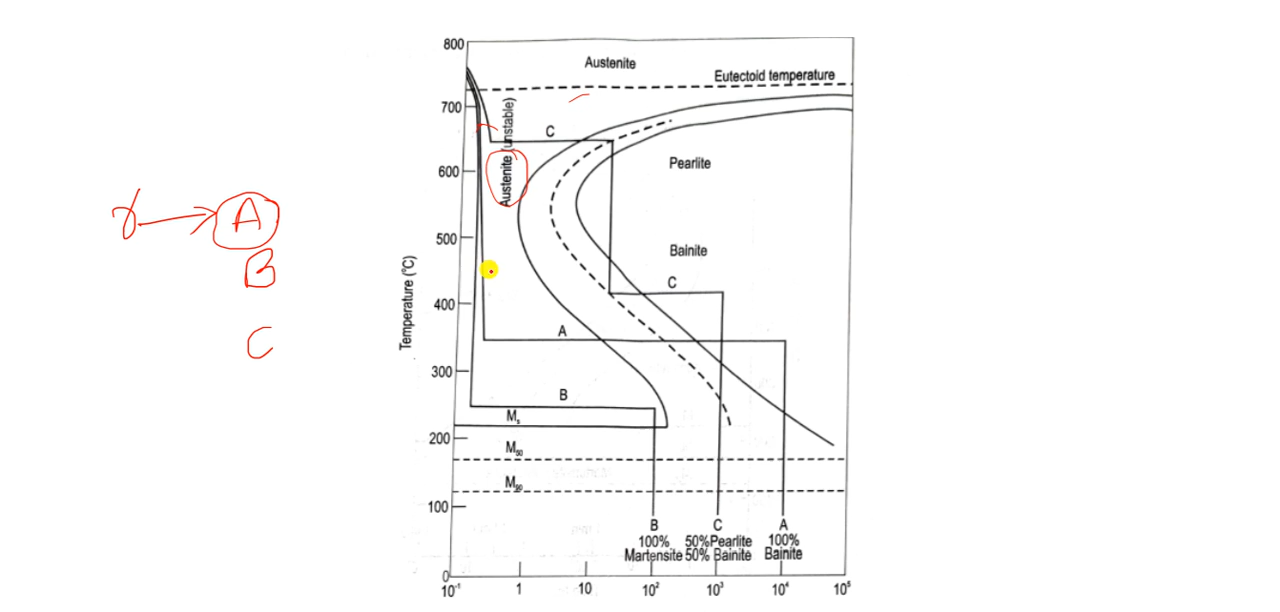 800
Austenite
Eutectoid temperature
700
Austenite (unstable)
C
600
Pearlite
γ → A
B
C
500
Bainite
C
Temperature (°C)
400
A
300
B
Ms
200
M50
M90
100
B C A
100% 50% Pearlite 100%
Martensite 50% Bainite Bainite
0
10-1 1 10 10² 10³ 10⁴ 10⁵